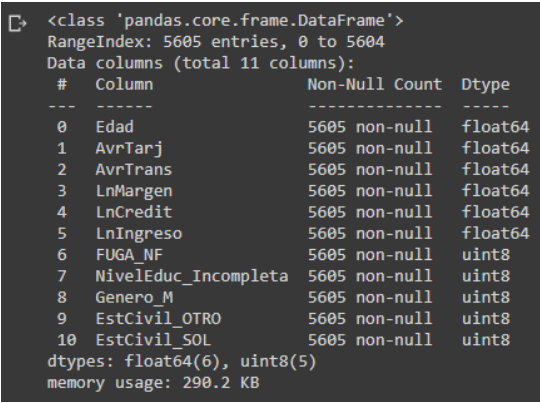 <class 'pandas.core.frame.DataFrame'>
RangeIndex: 5605 entries, 0 to 5604
Data columns (total 11 columns):
 #   Column               Non-Null Count  Dtype
---  ------               --------------  -----
 0   Edad                 5605 non-null   float64
 1   AvrTarj              5605 non-null   float64
 2   AvrTrans             5605 non-null   float64
 3   LnMargen             5605 non-null   float64
 4   LnCredit             5605 non-null   float64
 5   LnIngreso            5605 non-null   float64
 6   FUGA_NF              5605 non-null   uint8
 7   NivelEduc_Incompleta 5605 non-null   uint8
 8   Genero_M             5605 non-null   uint8
 9   EstCivil_OTRO        5605 non-null   uint8
 10  EstCivil_SOL         5605 non-null   uint8
dtypes: float64(6), uint8(5)
memory usage: 290.2 KB